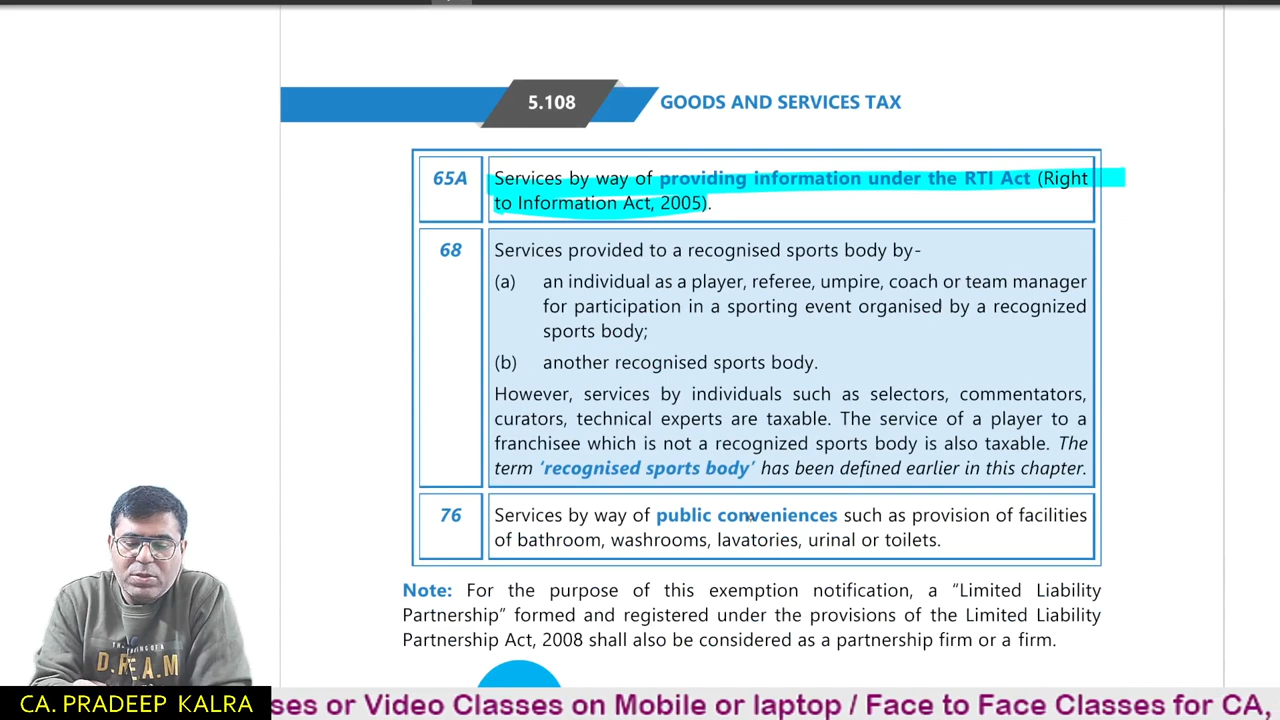 5.108 GOODS AND SERVICES TAX
65A Services by way of providing information under the RTI Act (Right
to Information Act, 2005).
68 Services provided to a recognised sports body by-
(a) an individual as a player, referee, umpire, coach or team manager
for participation in a sporting event organised by a recognized
sports body;
(b) another recognised sports body.
However, services by individuals such as selectors, commentators,
curators, technical experts are taxable. The service of a player to a
franchisee which is not a recognized sports body is also taxable. The
term ‘recognised sports body’ has been defined earlier in this chapter.
76 Services by way of public conveniences such as provision of facilities
of bathroom, washrooms, lavatories, urinal or toilets.
Note: For the purpose of this exemption notification, a “Limited Liability
Partnership” formed and registered under the provisions of the Limited Liability
Partnership Act, 2008 shall also be considered as a partnership firm or a firm.
D.R.E.A.M
CA. PRADEEP KALRA
ses or Video Classes on Mobile or laptop / Face to Face Classes for CA,